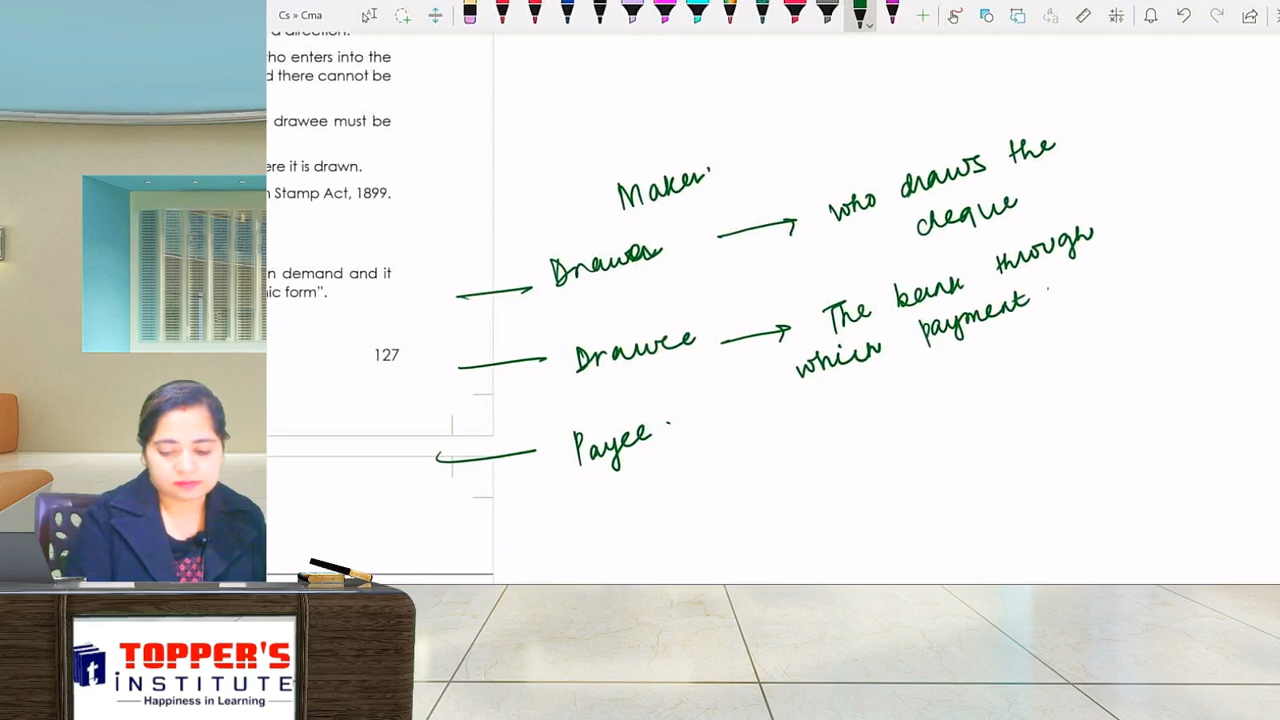 Cs » Cma
a direction.
ho enters into the
d there cannot be
drawee must be
ere it is drawn.
n Stamp Act, 1899.
n demand and it
ic form”.
127
Maker
Drawer
who draws the
cheque
Drawee
The bank through
which payment
Payee
t
TOPPER'S
iNSTITUTE
Happiness in Learning